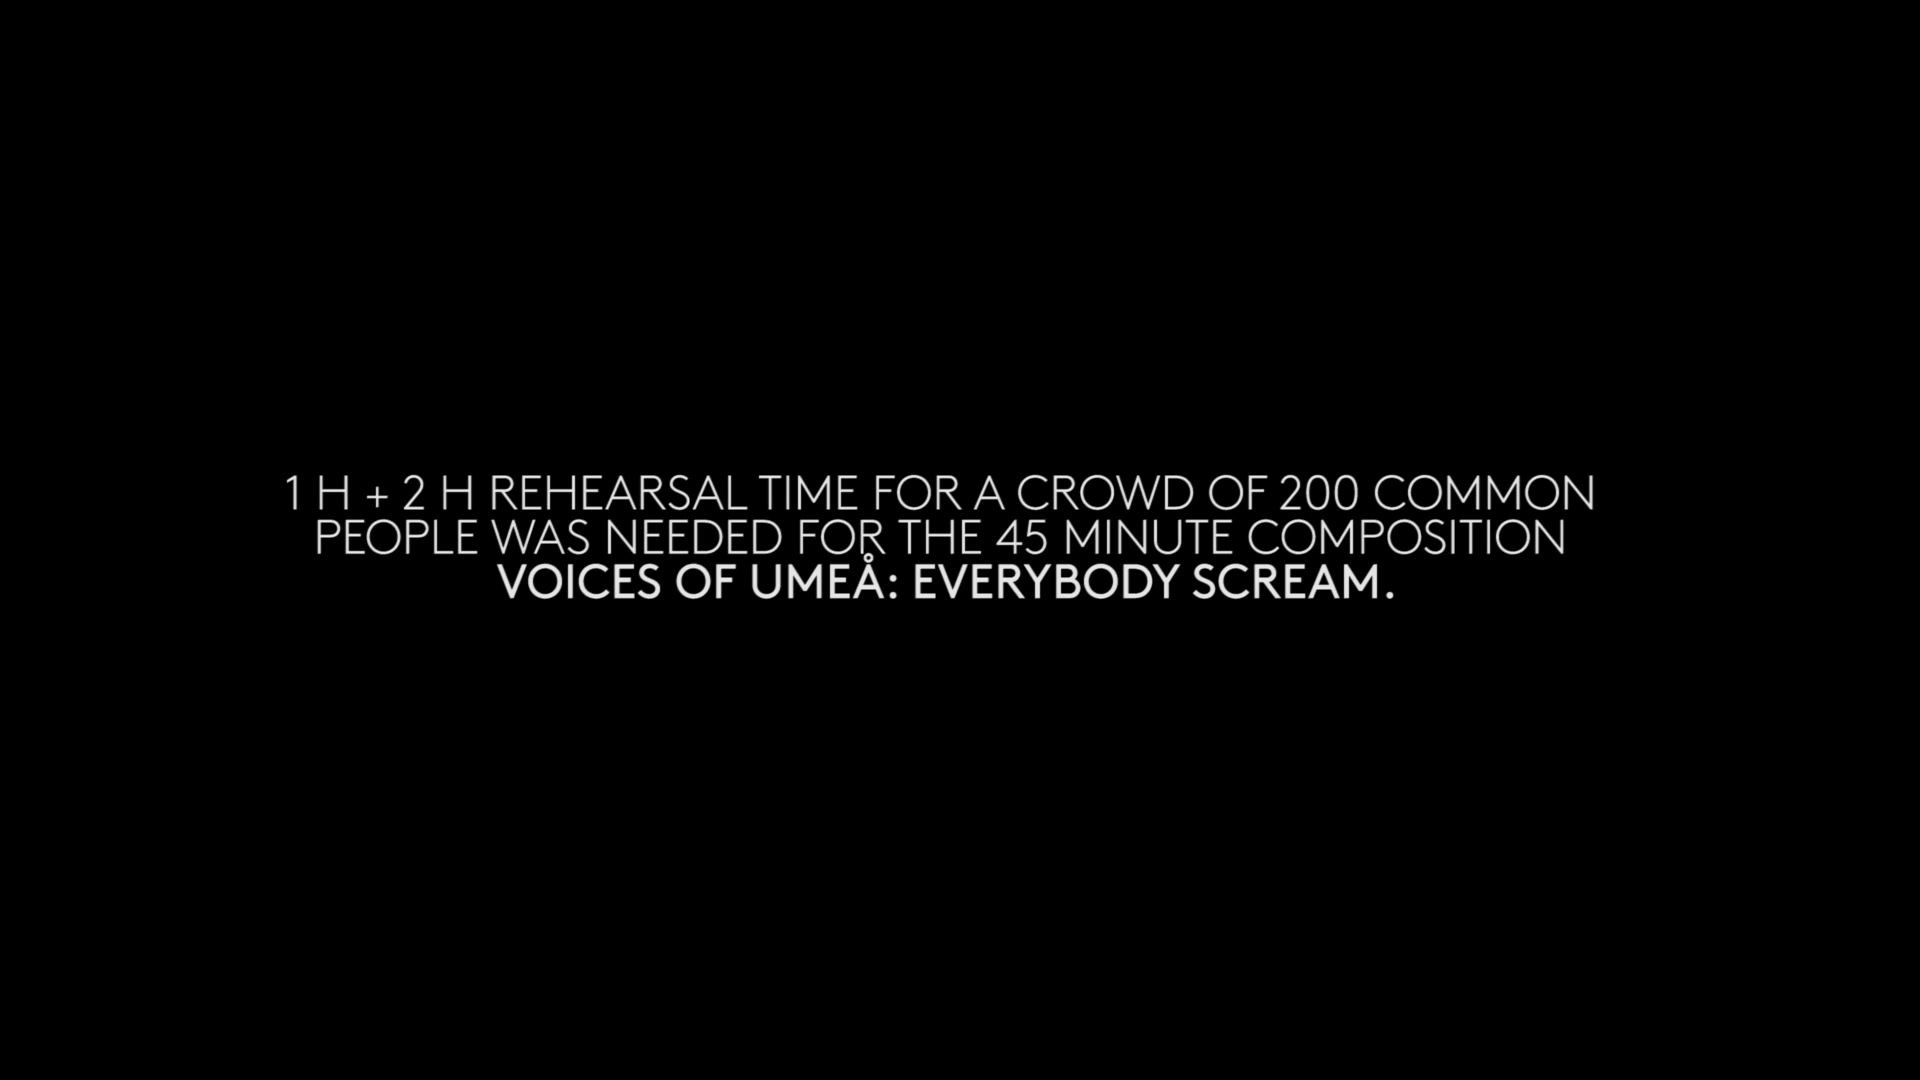 1 H + 2 H REHEARSAL TIME FOR A CROWD OF 200 COMMON
PEOPLE WAS NEEDED FOR THE 45 MINUTE COMPOSITION
VOICES OF UMEÅ: EVERYBODY SCREAM.